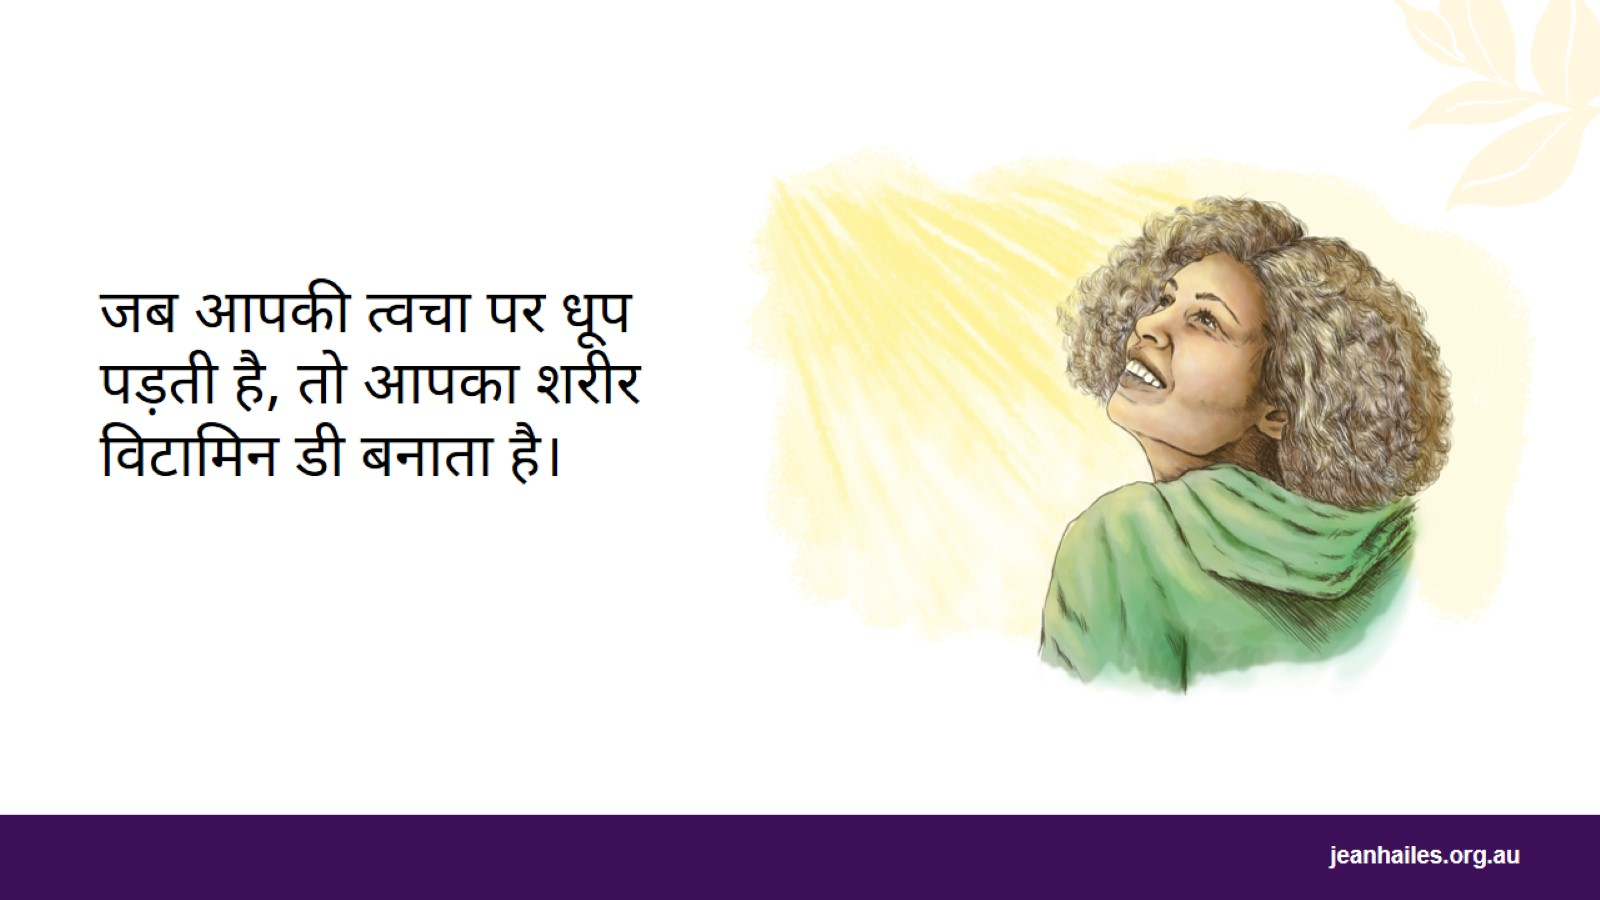 जब आपकी त्वचा पर धूप
पड़ती है, तो आपका शरीर
विटामिन डी बनाता है।
jeanhailes.org.au